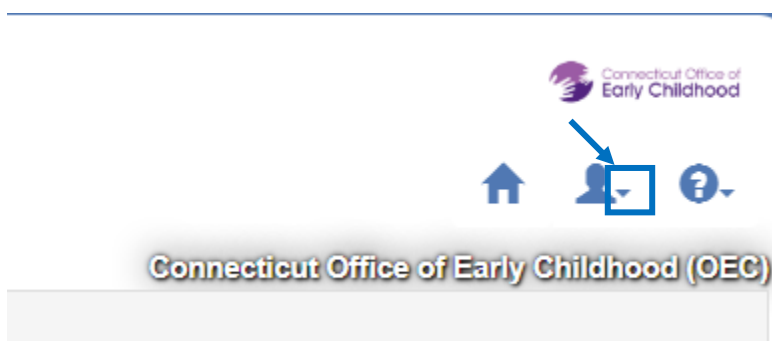 Connecticut Office of
Early Childhood
Connecticut Office of Early Childhood (OEC)